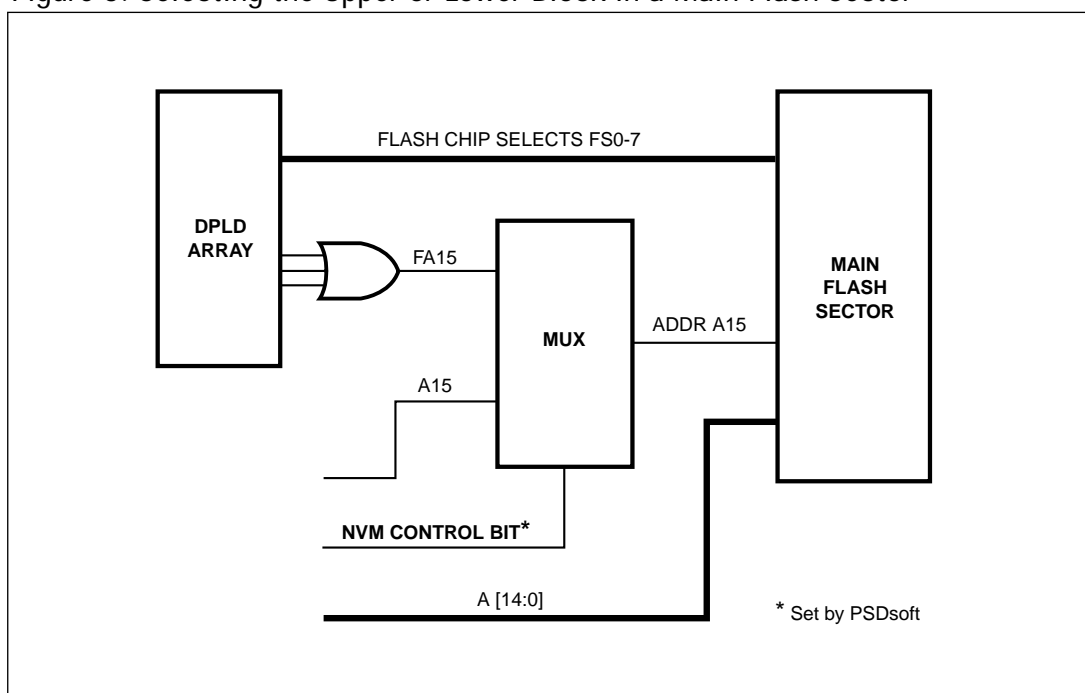 Figure Selecting the Upper or Lower Block in a Main Flash Sector
FLASH CHIP SELECTS FS0-7
DPLD
ARRAY
FA15
MUX
MAIN
FLASH
SECTOR
ADDR A15
A15
NVM CONTROL BIT*
A [14:0]
* Set by PSDsoft